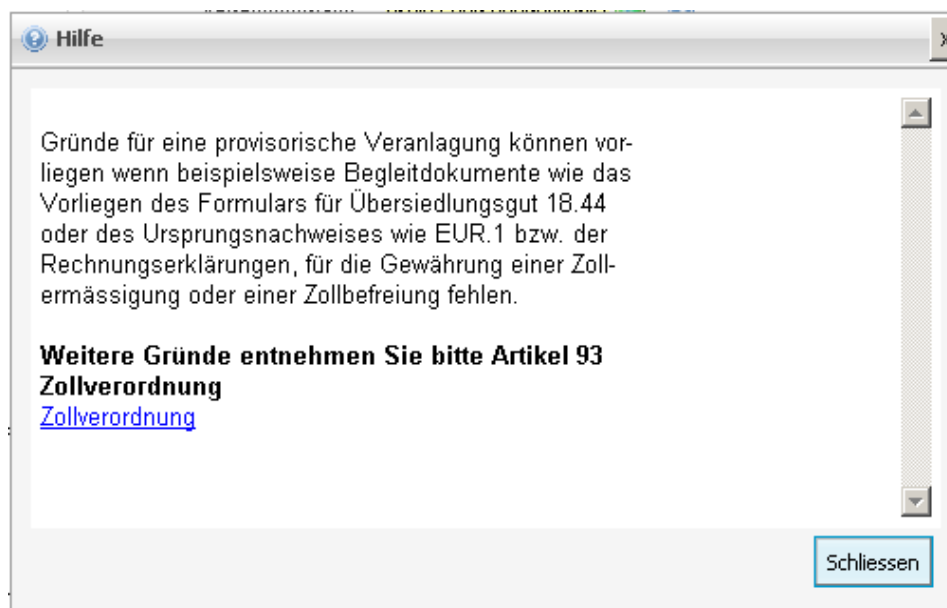 Hilfe
Gründe für eine provisorische Veranlagung können vor-
liegen wenn beispielsweise Begleitdokumente wie das
Vorliegen des Formulars für Übersiedlungsgut 18.44
oder des Ursprungsnachweises wie EUR.1 bzw. der
Rechnungserklärungen, für die Gewährung einer Zoll-
ermässigung oder einer Zollbefreiung fehlen.
Weitere Gründe entnehmen Sie bitte Artikel 93
Zollverordnung
Zollverordnung
Schliessen